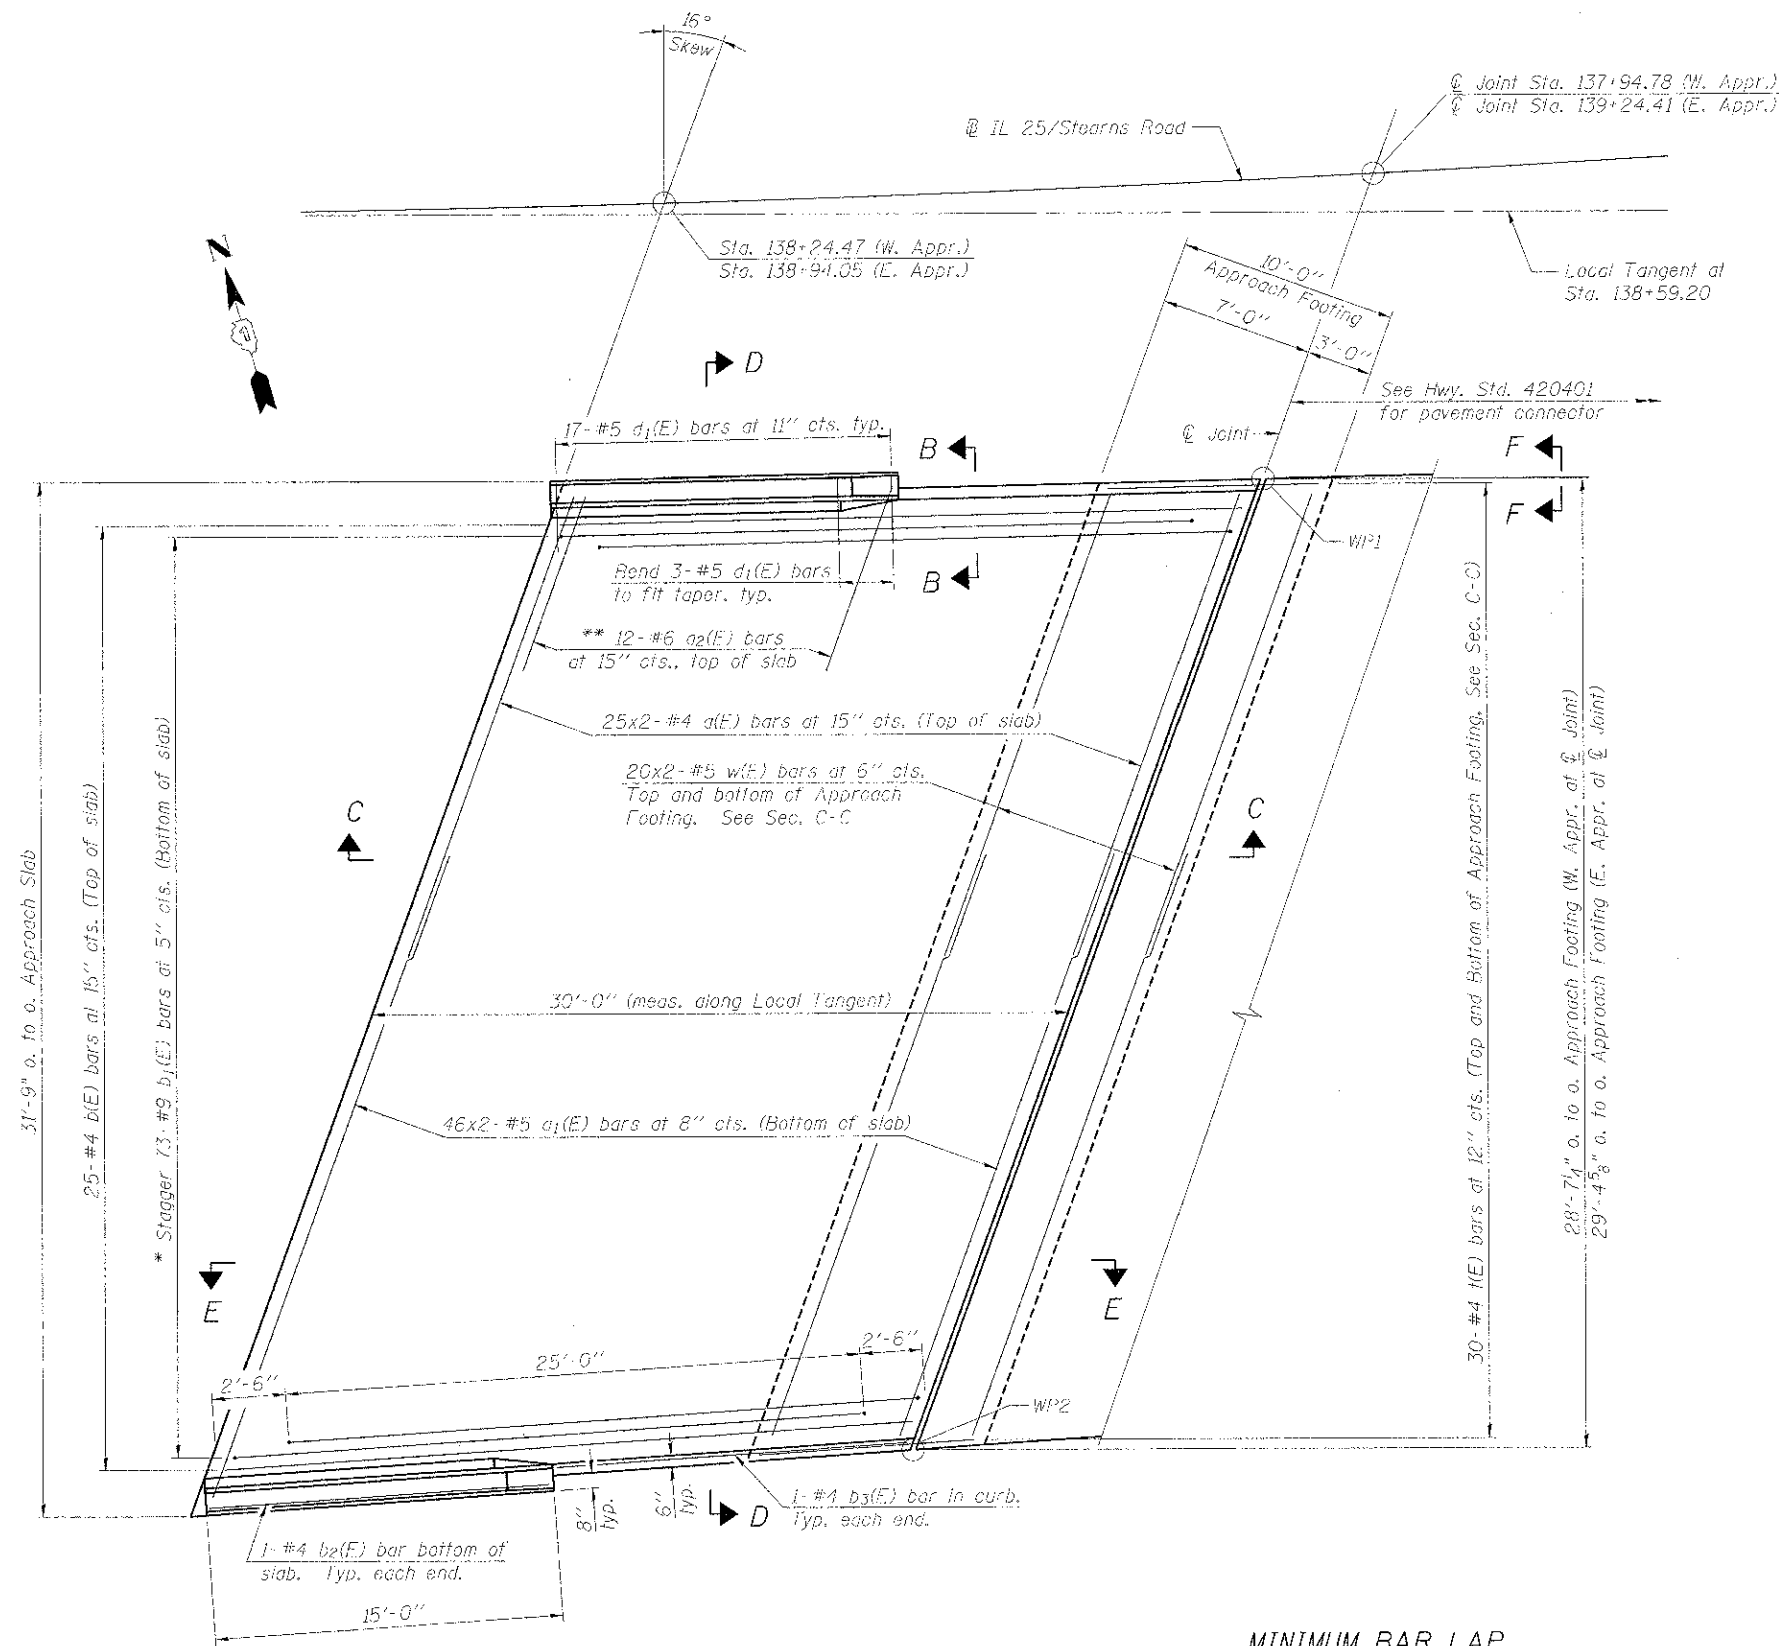 16°
Skew
℄ Joint Sta. 137+94.78 (W. Appr.)
℄ Joint Sta. 139+24.41 (E. Appr.)
IL 25/Stearns Road
Sta. 138+24.47 (W. Appr.)
Sta. 138+94.05 (E. Appr.)
Local Tangent at
Sta. 138+59.20
N
10'-0"
Approach Footing
7'-0"
3'-0"
D
See Hwy. Std. 420401
for pavement connector
17-#5 d1(E) bars at 11" cts. typ.
℄ Joint
B
F
F
WP1
Bend 3-#5 d1(E) bars
to fit taper. typ.
B
** 12-#6 a2(E) bars
at 15" cts., top of slab
25x2-#4 a(E) bars at 15" cts. (Top of slab)
20x2-#5 w(E) bars at 6" cts.
Top and bottom of Approach
Footing. See Sec. C-C
C
C
31'-9" o. to o. Approach Slab
25-#4 b(E) bars at 15" cts. (Top of slab)
* Stagger 73-#9 b1(E) bars at 5" cts. (Bottom of slab)
30'-0" (meas. along Local Tangent)
46x2-#5 a1(E) bars at 8" cts. (Bottom of slab)
30-#4 t(E) bars at 12" cts. (Top and Bottom of Approach Footing, See Sec. C-C)
28'-7¼" o. to o. Approach Footing (W. Appr. at ℄ Joint)
29'-4⅝" o. to o. Approach Footing (E. Appr. at ℄ Joint)
E
E
2'-6"
25'-0"
2'-6"
WP2
8"
typ.
6"
typ.
D
1-#4 b3(E) bar in curb.
Typ. each end.
1-#4 b2(E) bar bottom of
slab. Typ. each end.
15'-0"
MINIMUM BAR LAP